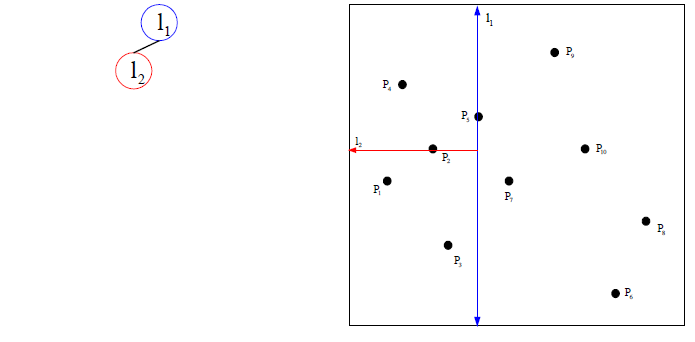 l₁
l₂
l₁
P₉
P₄
P₅
l₂
P₂
P₁₀
P₁
P₇
P₈
P₃
P₆